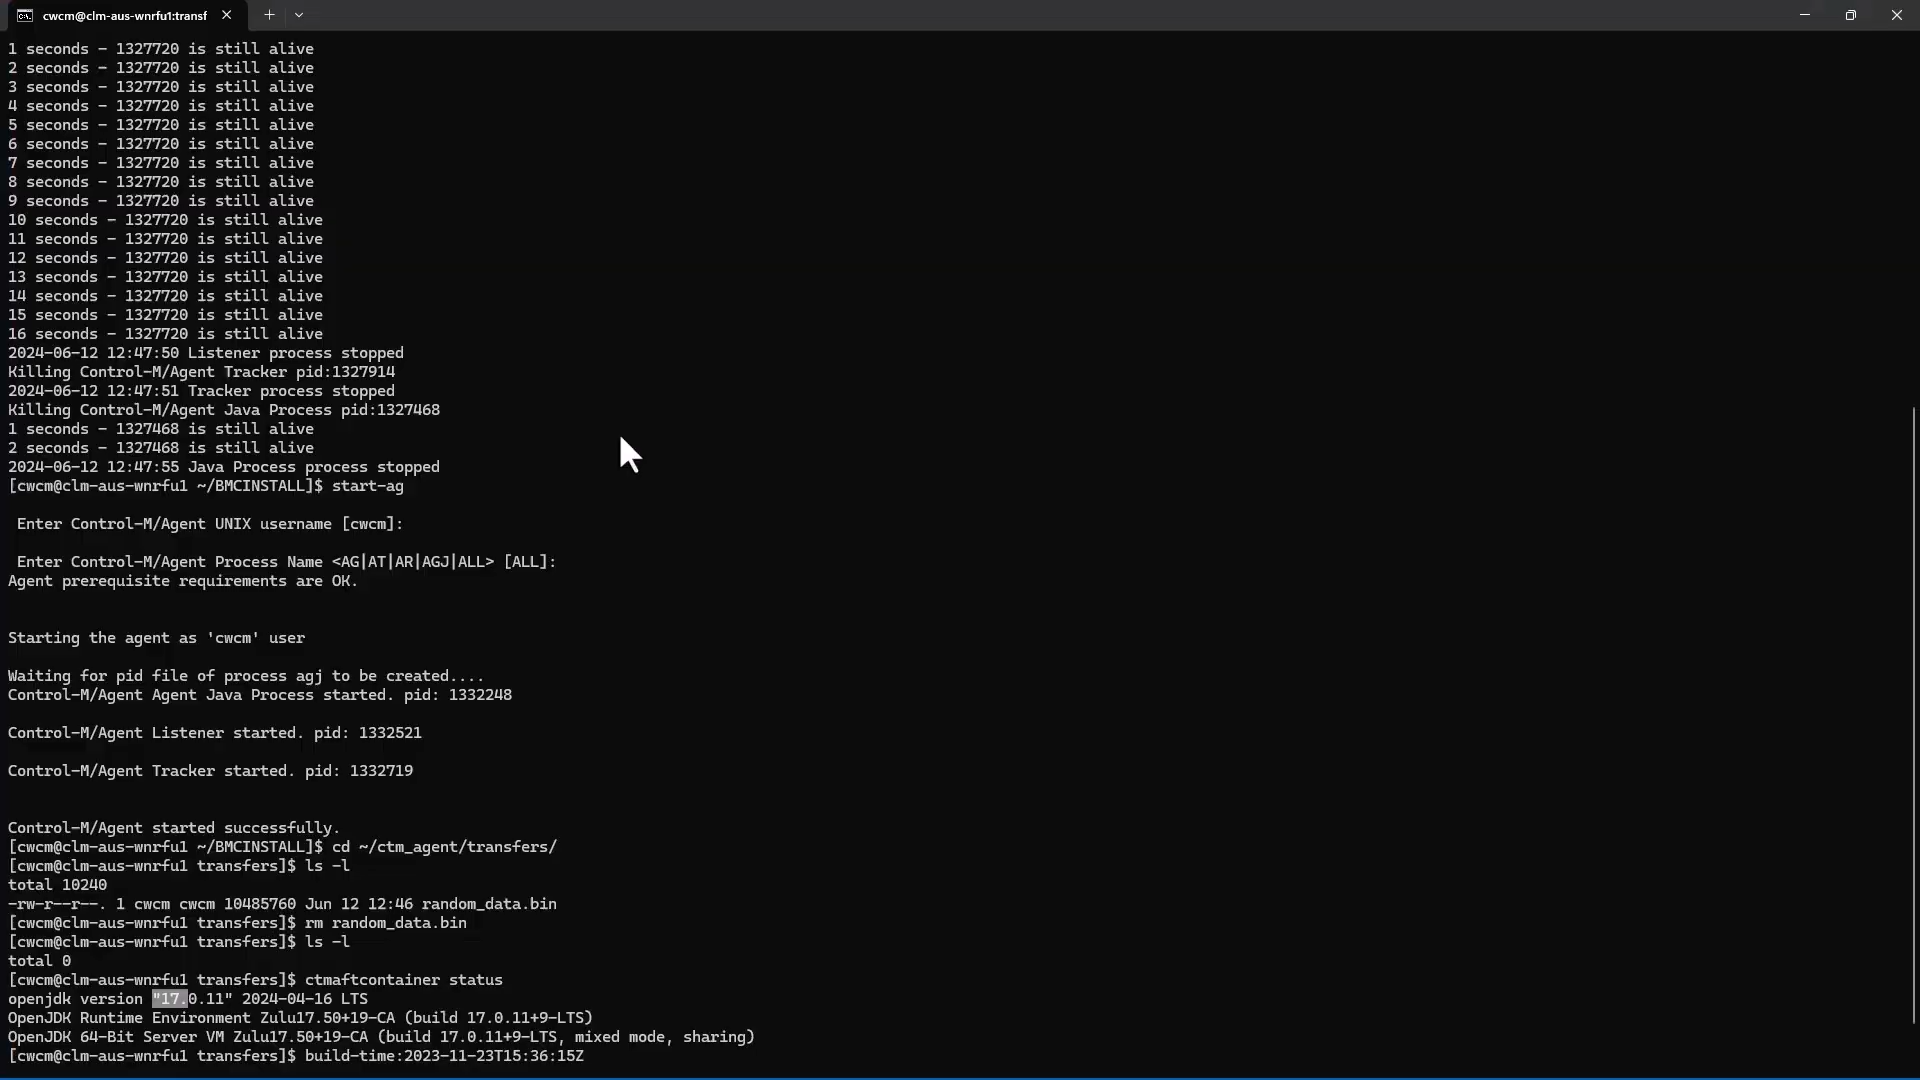 cwcm@clm-aus-wnrfu1:transf
1 seconds - 1327720 is still alive
2 seconds - 1327720 is still alive
3 seconds - 1327720 is still alive
4 seconds - 1327720 is still alive
5 seconds - 1327720 is still alive
6 seconds - 1327720 is still alive
7 seconds - 1327720 is still alive
8 seconds - 1327720 is still alive
9 seconds - 1327720 is still alive
10 seconds - 1327720 is still alive
11 seconds - 1327720 is still alive
12 seconds - 1327720 is still alive
13 seconds - 1327720 is still alive
14 seconds - 1327720 is still alive
15 seconds - 1327720 is still alive
16 seconds - 1327720 is still alive
2024-06-12 12:47:50 Listener process stopped
Killing Control-M/Agent Tracker pid:1327914
2024-06-12 12:47:51 Tracker process stopped
Killing Control-M/Agent Java Process pid:1327468
1 seconds - 1327468 is still alive
2 seconds - 1327468 is still alive
2024-06-12 12:47:55 Java Process process stopped
[cwcm@clm-aus-wnrfu1 ~/BMCINSTALL]$ start-ag
Enter Control-M/Agent UNIX username [cwcm]:
Enter Control-M/Agent Process Name <AG|AT|AR|AGJ|ALL> [ALL]:
Agent prerequisite requirements are OK.
Starting the agent as 'cwcm' user
Waiting for pid file of process agj to be created....
Control-M/Agent Agent Java Process started. pid: 1332248
Control-M/Agent Listener started. pid: 1332521
Control-M/Agent Tracker started. pid: 1332719
Control-M/Agent started successfully.
[cwcm@clm-aus-wnrfu1 ~/BMCINSTALL]$ cd ~/ctm_agent/transfers/
[cwcm@clm-aus-wnrfu1 transfers]$ ls -l
total 10240
-rw-r--r--. 1 cwcm cwcm 10485760 Jun 12 12:46 random_data.bin
[cwcm@clm-aus-wnrfu1 transfers]$ rm random_data.bin
[cwcm@clm-aus-wnrfu1 transfers]$ ls -l
total 0
[cwcm@clm-aus-wnrfu1 transfers]$ ctmaftcontainer status
openjdk version "17.0.11" 2024-04-16 LTS
OpenJDK Runtime Environment Zulu17.50+19-CA (build 17.0.11+9-LTS)
OpenJDK 64-Bit Server VM Zulu17.50+19-CA (build 17.0.11+9-LTS, mixed mode, sharing)
[cwcm@clm-aus-wnrfu1 transfers]$ build-time:2023-11-23T15:36:15Z